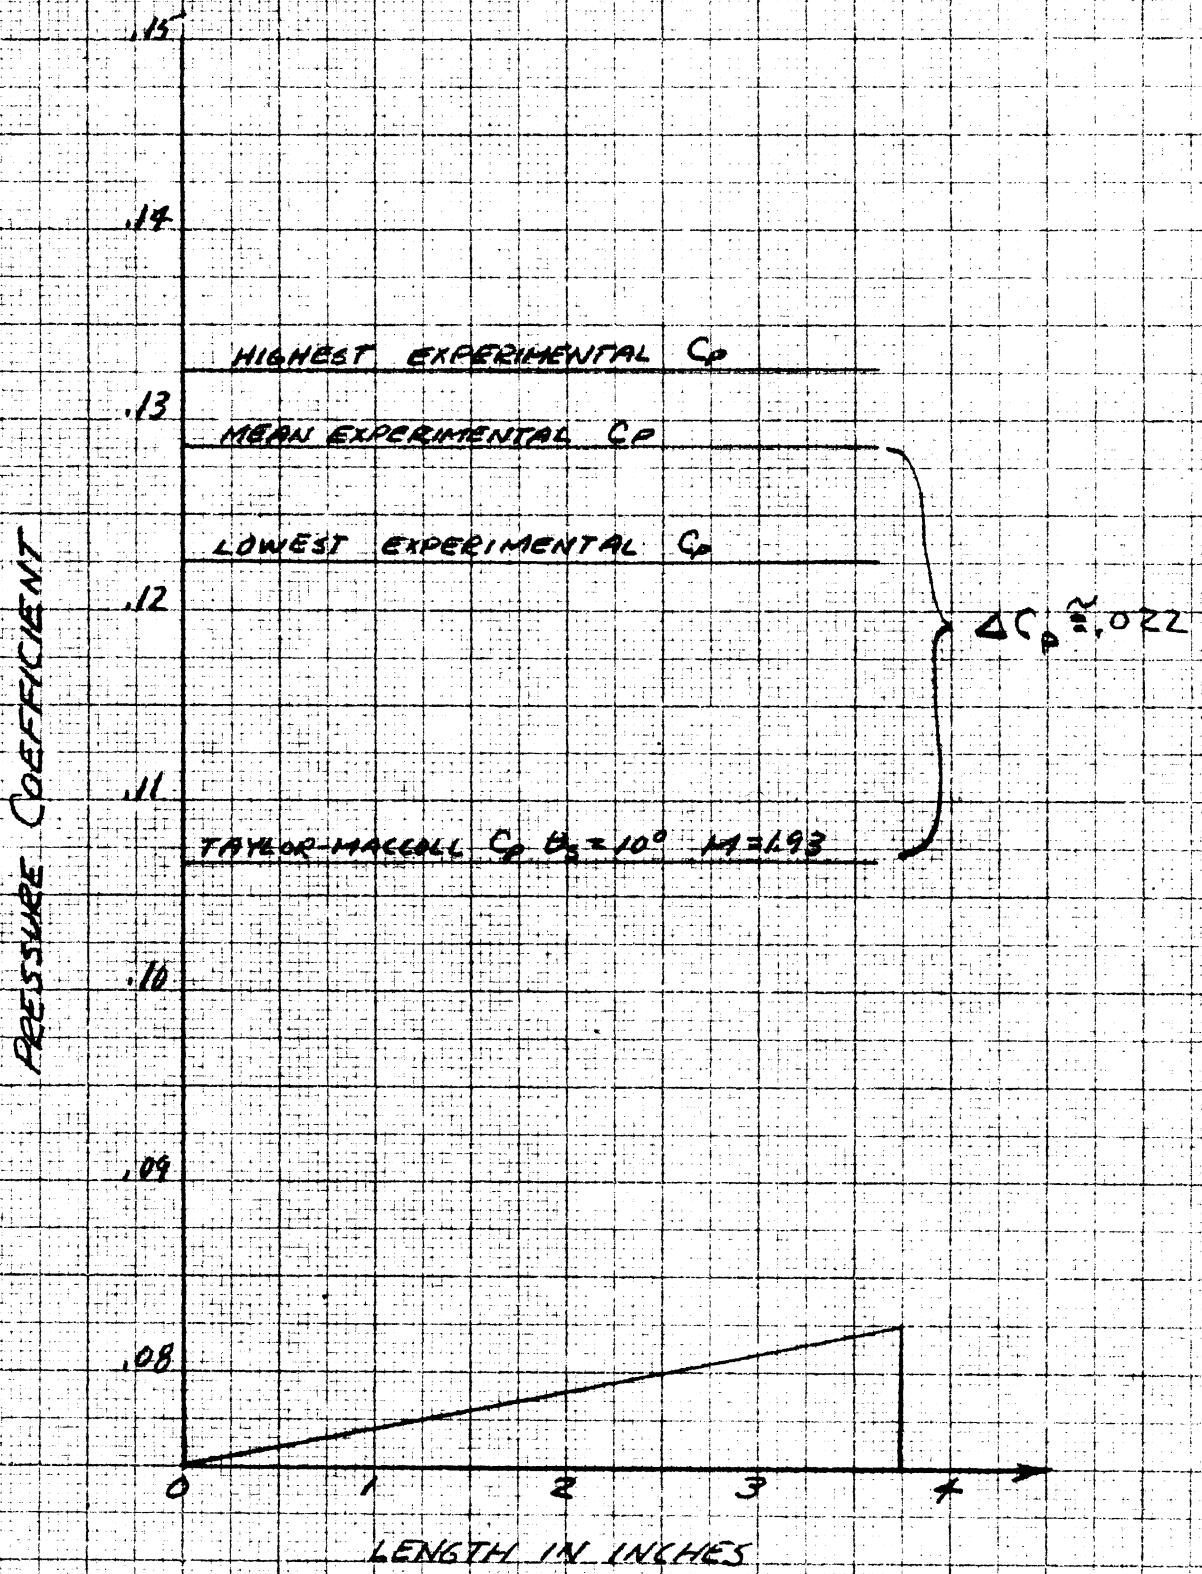 .15
.14
HIGHEST EXPERIMENTAL Cp
.13
MEAN EXPERIMENTAL CP
LOWEST EXPERIMENTAL Cp
.12
ΔCp ≅ .022
PRESSURE COEFFICIENT
.11
TAYLOR-MACCOLL Cp θs = 10° M = 1.93
.10
.09
.08
0 1 2 3 4
LENGTH IN INCHES